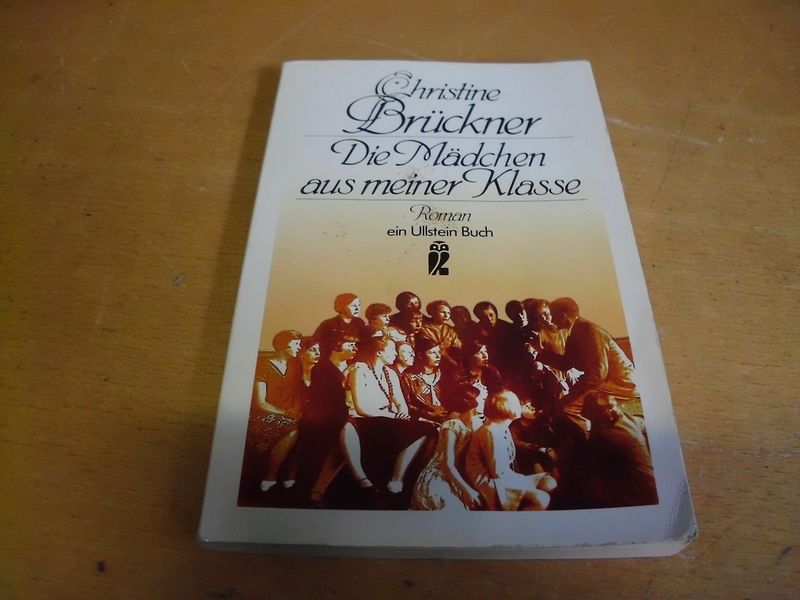 Christine
Brückner
Die Mädchen
aus meiner Klasse
Roman
ein Ullstein Buch